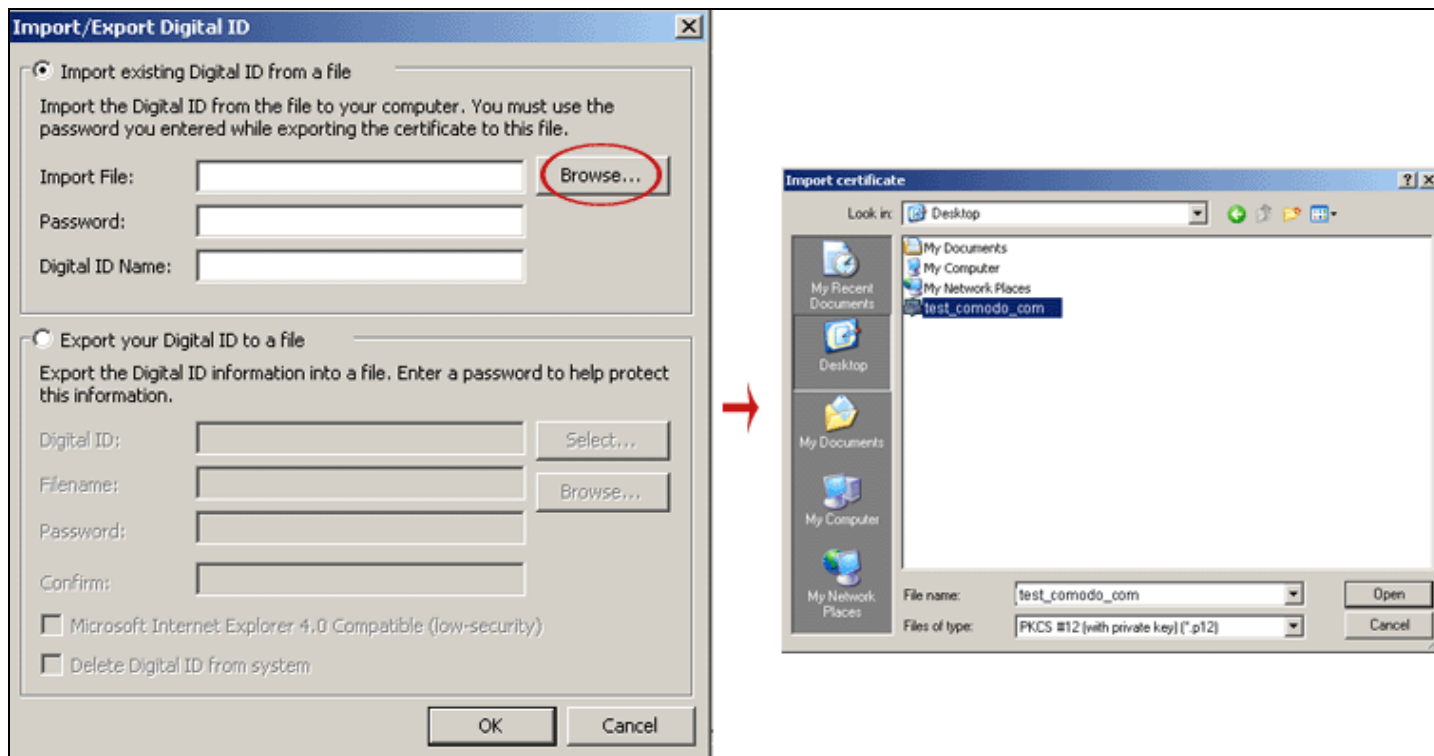 Import/Export Digital ID
Import existing Digital ID from a file
Import the Digital ID from the file to your computer. You must use the
password you entered while exporting the certificate to this file.
Import File:
Browse...
Password:
Digital ID Name:
Export your Digital ID to a file
Export the Digital ID information into a file. Enter a password to help protect
this information.
Digital ID:
Select...
Filename:
Browse...
Password:
Confirm:
Microsoft Internet Explorer 4.0 Compatible (low-security)
Delete Digital ID from system
OK
Cancel
Import certificate
Look in:
Desktop
My Recent
Documents
Desktop
My Documents
My Computer
My Network
Places
My Documents
My Computer
My Network Places
test_comodo_com
File name:
test_comodo_com
Open
Files of type:
PKCS #12 (with private key) (*.p12)
Cancel